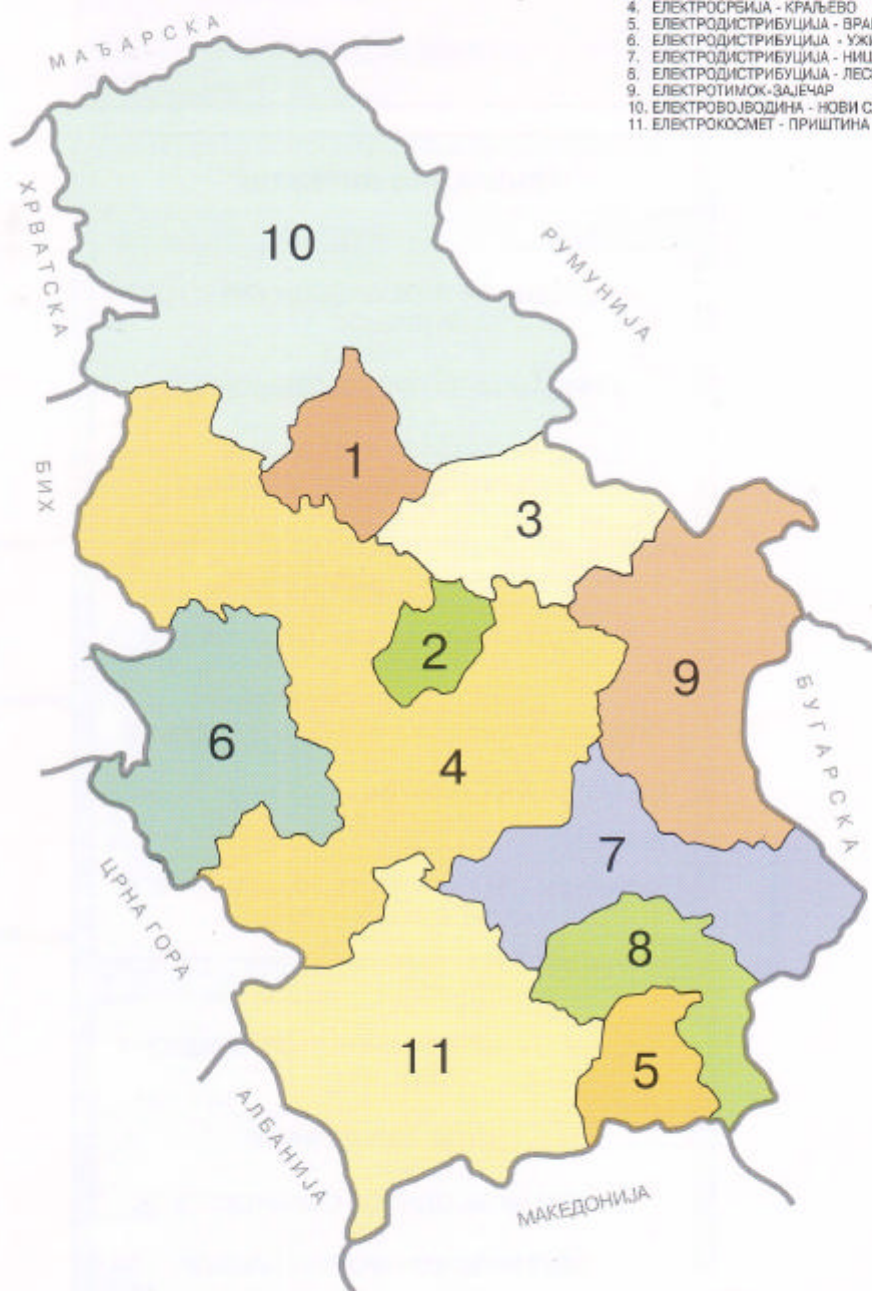 4. ЕЛЕКТРОСРБИЈА - КРАЉЕВО
5. ЕЛЕКТРОДИСТРИБУЦИЈА -
6. ЕЛЕКТРОДИСТРИБУЦИЈА -
7. ЕЛЕКТРОДИСТРИБУЦИЈА -
8. ЕЛЕКТРОДИСТРИБУЦИЈА -
9. ЕЛЕКТРОТИМОК-ЗАЈЕЧАР
10. ЕЛЕКТРОВОЈВОДИНА - НОВИ
11. ЕЛЕКТРОКОСМЕТ - ПРИШТИНА
МАЂАРСКА
ХРВАТСКА
10
РУМУНИЈА
1
БИХ
3
2
9
6
4
БУГАРСКА
7
ЦРНА ГОРА
8
11
5
АЛБАНИЈА
МАКЕДОНИЈА